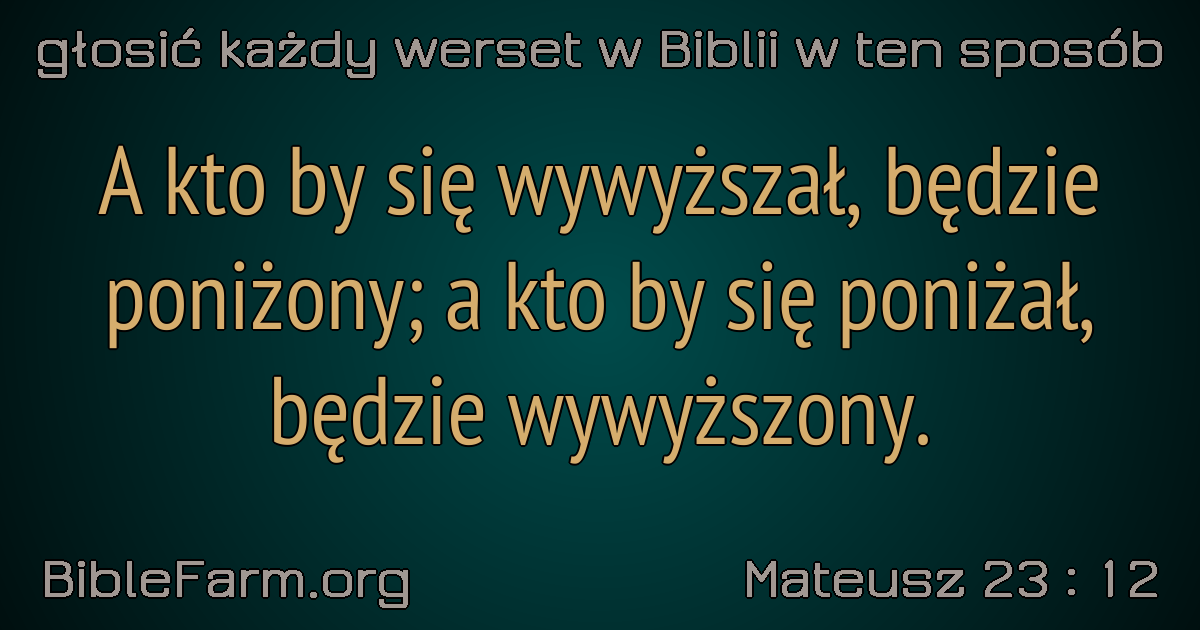 głosić każdy werset w Biblii w ten sposób
A kto by się wywyższał, będzie
poniżony; a kto by się poniżał,
będzie wywyższony.
BibleFarm.org
Mateusz 23 : 12